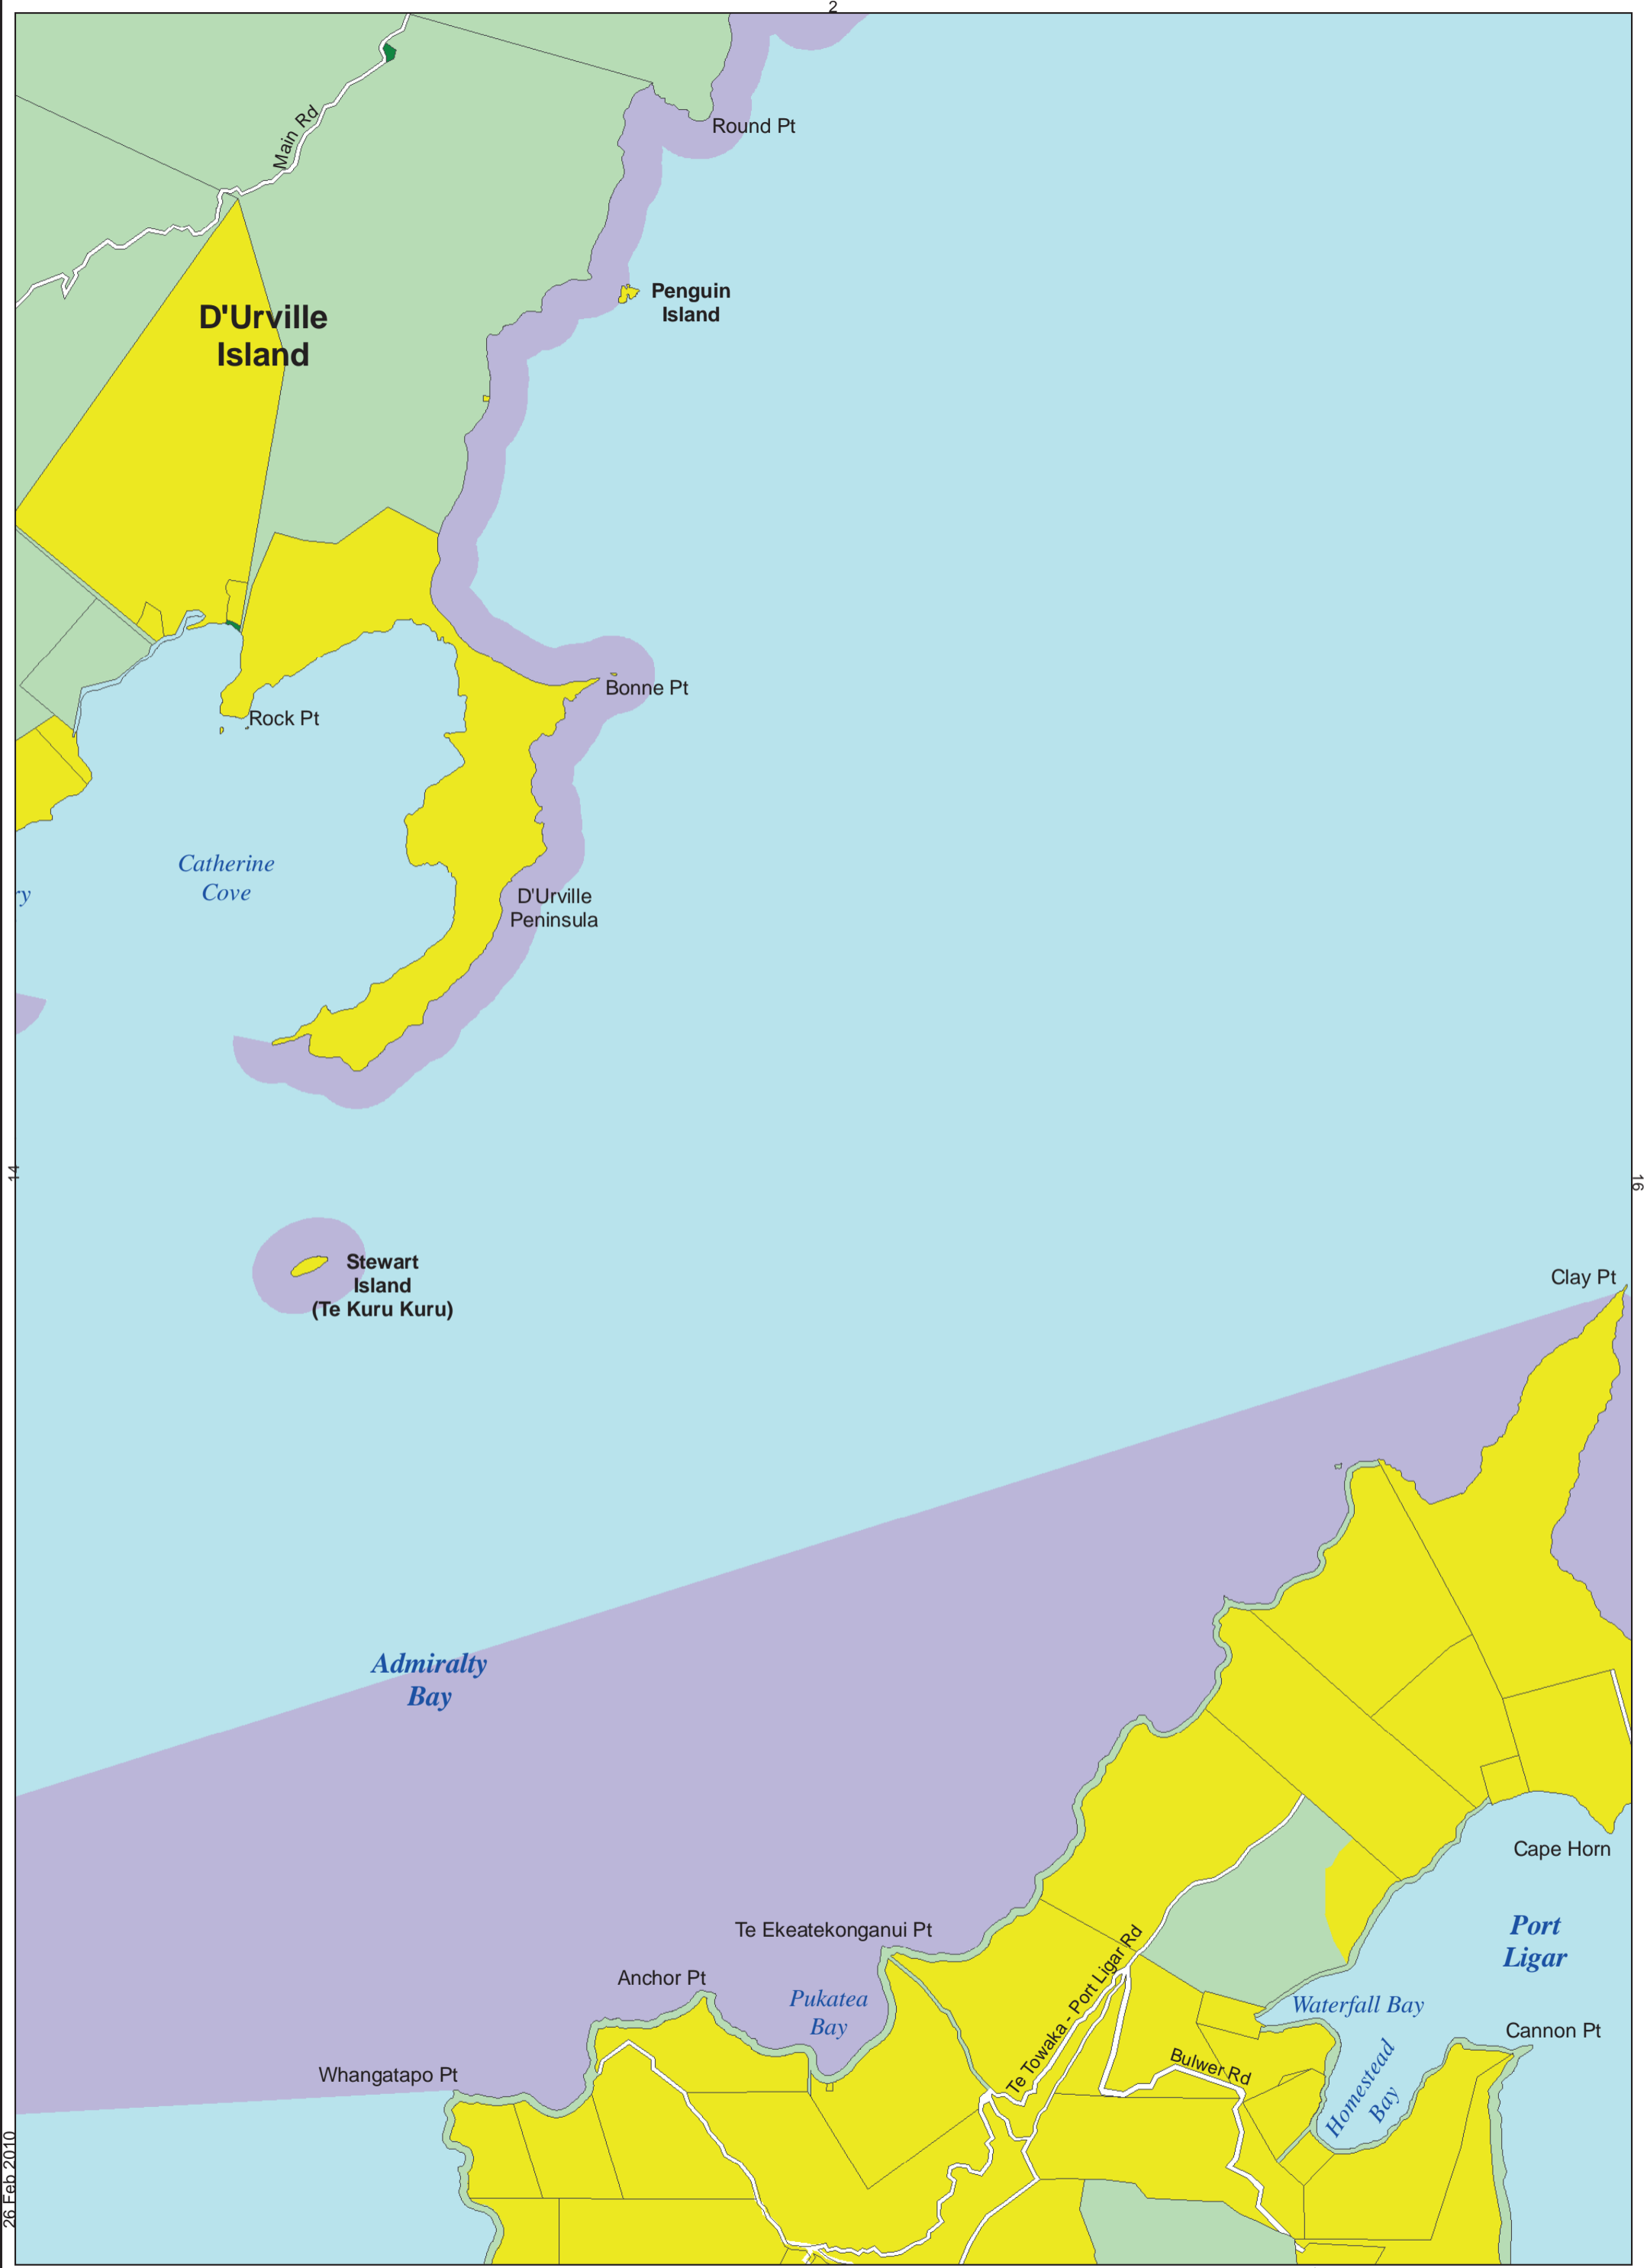 2
Main Rd
Round Pt
Penguin
Island
D'Urville
Island
Bonne Pt
Rock Pt
Catherine
Cove
ry
D'Urville
Peninsula
14
16
Stewart
Island
(Te Kuru Kuru)
Clay Pt
Admiralty
Bay
Cape Horn
Port
Ligar
Te Ekeatekonganui Pt
Te Towaka - Port Ligar Rd
Anchor Pt
Pukatea
Bay
Waterfall Bay
Cannon Pt
Whangatapo Pt
Bulwer Rd
Homestead
Bay
26 Feb 2010